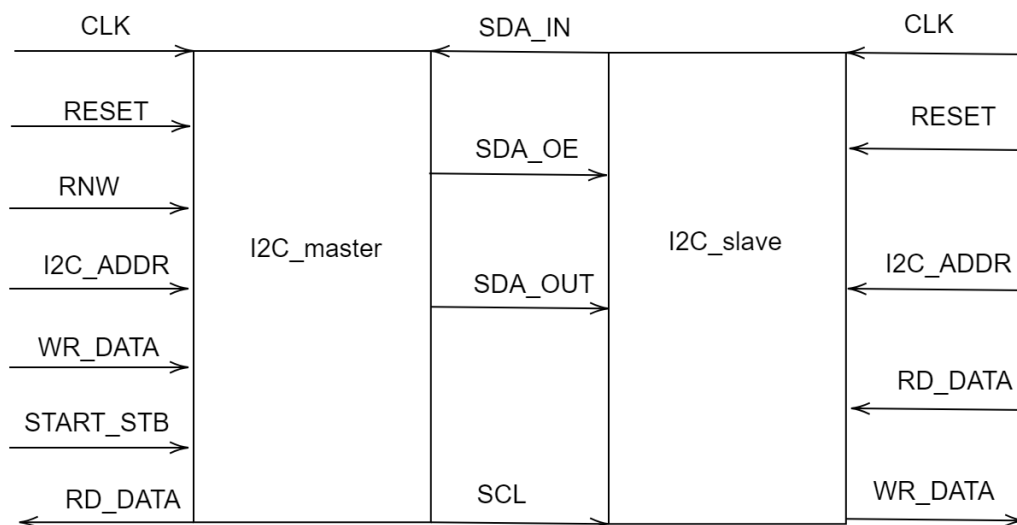 CLK
SDA_IN
CLK
RESET
RESET
SDA_OE
RNW
I2C_master
I2C_slave
I2C_ADDR
I2C_ADDR
SDA_OUT
WR_DATA
RD_DATA
START_STB
RD_DATA
SCL
WR_DATA